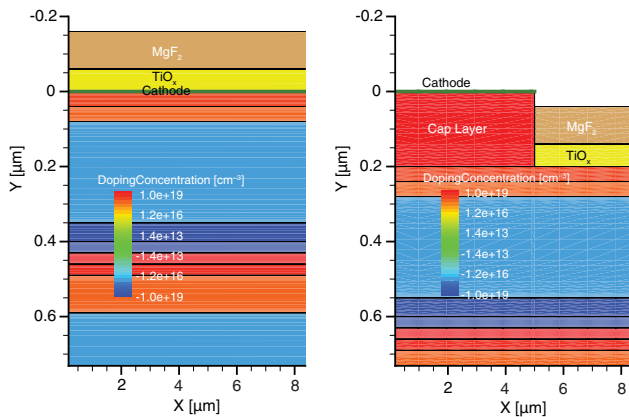 -0.2
MgF2
TiOx
0
Cathode
0.2
Y [μm]
DopingConcentration [cm⁻³]
1.0e+19
1.2e+16
1.4e+13
-1.4e+13
-1.2e+16
-1.0e+19
0.4
0.6
2
4
6
8
X [μm]
-0.2
Cathode
0
Cap Layer
MgF2
TiOx
0.2
Y [μm]
DopingConcentration [cm⁻³]
1.0e+19
1.2e+16
1.4e+13
-1.4e+13
-1.2e+16
-1.0e+19
0.4
0.6
2
4
6
8
X [μm]